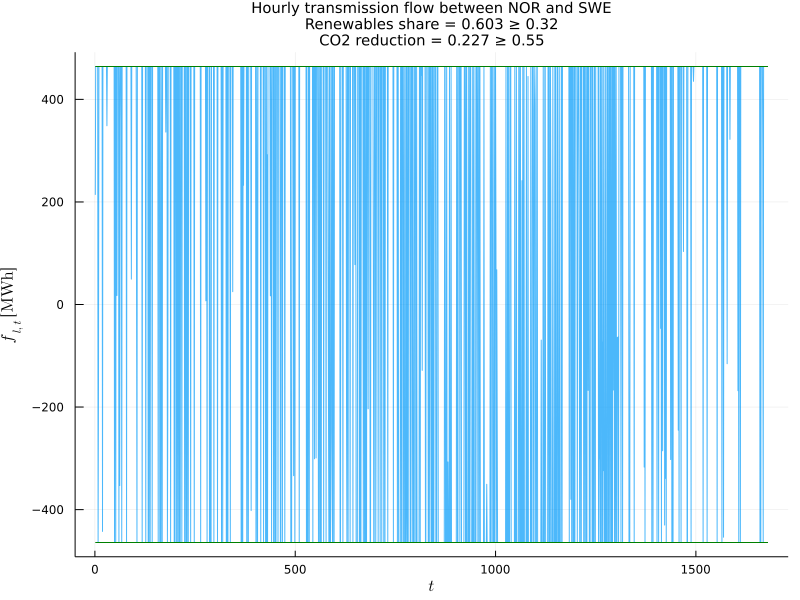 Hourly transmission flow between NOR and SWE
Renewables share = 0.603 ≥ 0.32
CO2 reduction = 0.227 ≥ 0.55
f l,t [MWh]
400
200
0
−200
−400
0
500
1000
1500
t